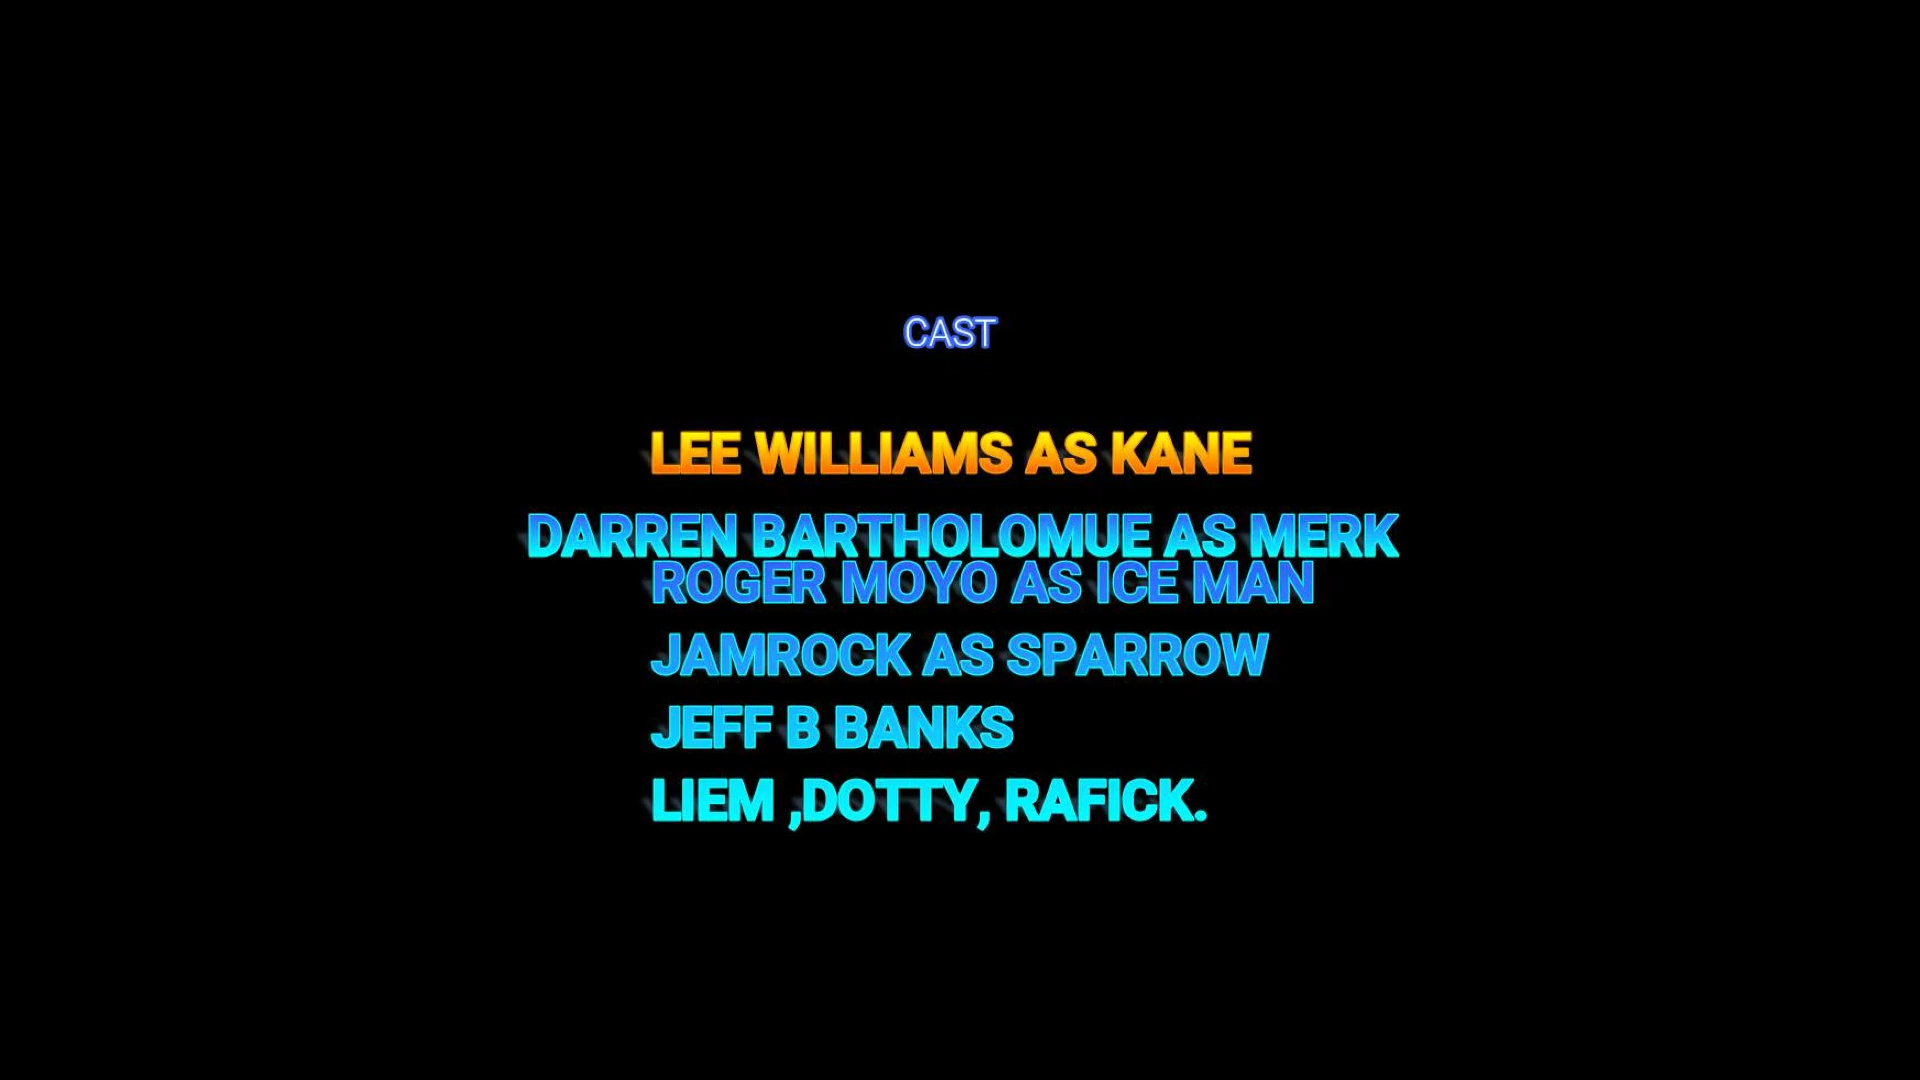 CAST
LEE WILLIAMS AS KANE
DARREN BARTHOLOMUE AS MERK
ROGER MOYO AS ICE MAN
JAMROCK AS SPARROW
JEFF B BANKS
LIEM ,DOTTY, RAFICK.